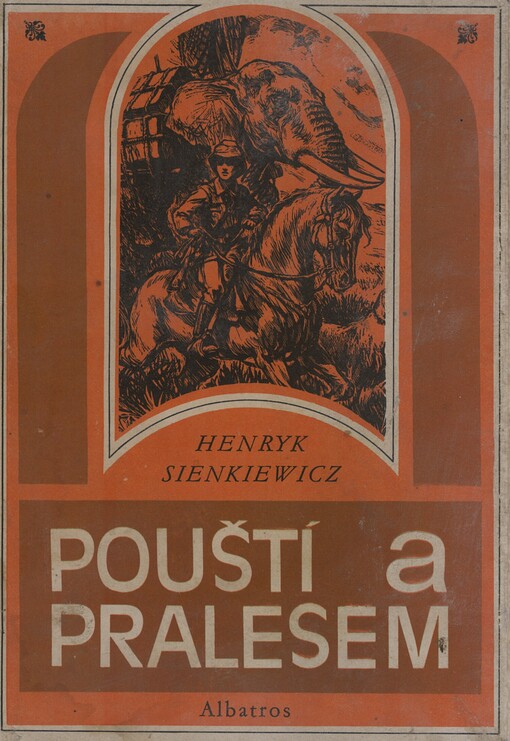 HENRYK
SIENKIEWICZ
POUŠTÍ a
PRALESEM
Albatros